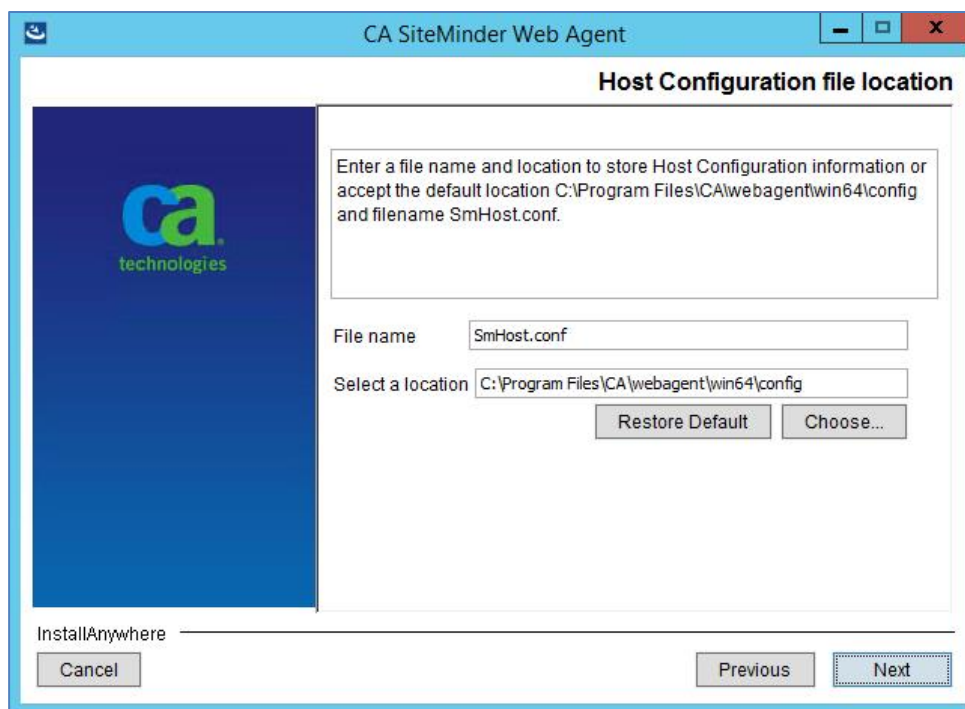 CA SiteMinder Web Agent
Host Configuration file location
ca
technologies
Enter a file name and location to store Host Configuration information or
accept the default location C:\Program Files\CA\webagent\win64\config
and filename SmHost.conf.
File name SmHost.conf
Select a location C:\Program Files\CA\webagent\win64\config
Restore Default Choose...
InstallAnywhere
Cancel Previous Next